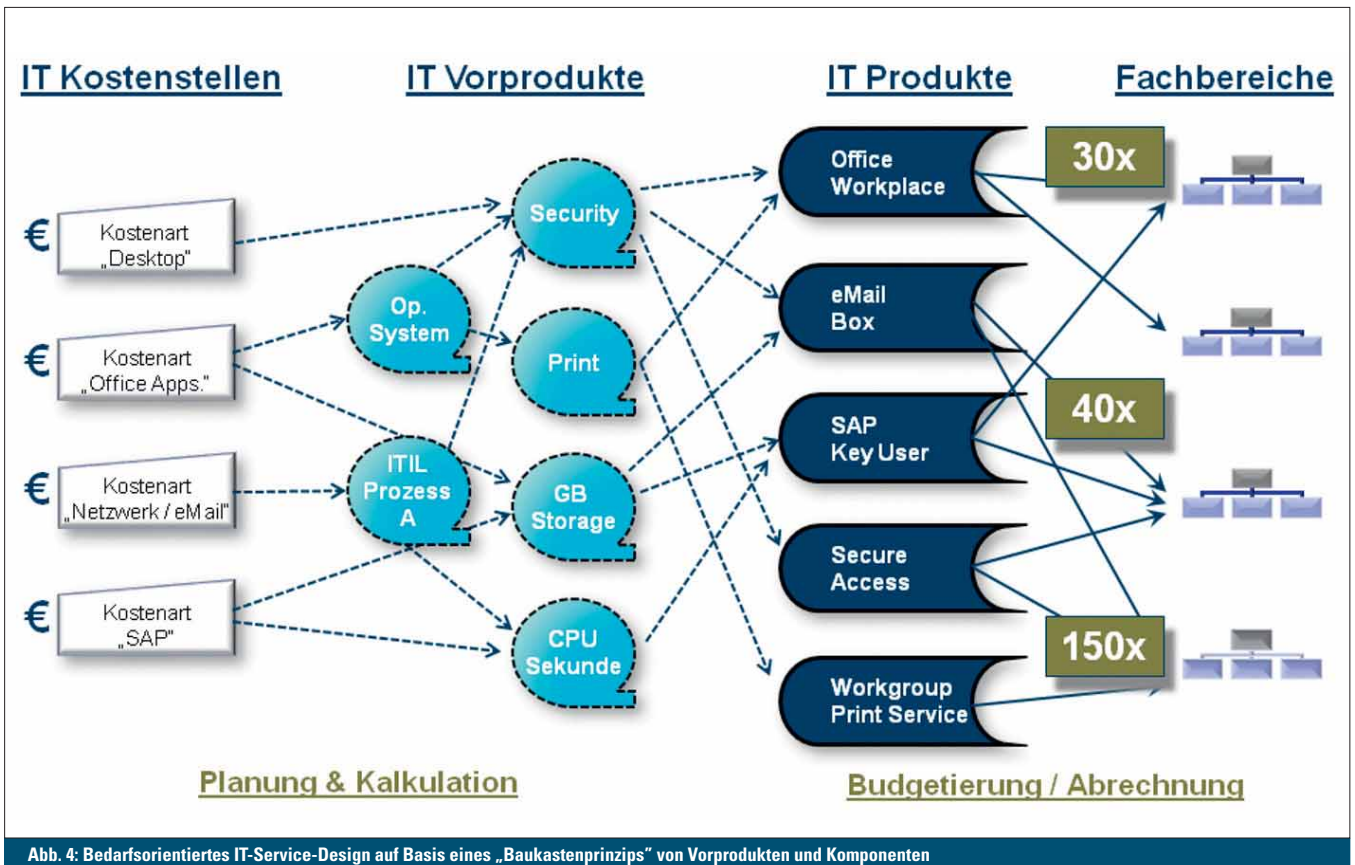 IT Kostenstellen
IT Vorprodukte
IT Produkte
Fachbereiche
€
Kostenart
„Desktop"
€
Kostenart
„Office Apps."
€
Kostenart
„Netzwerk / eMail"
€
Kostenart
„SAP"
Op.
System
ITIL
Prozess
A
Security
Print
GB
Storage
CPU
Sekunde
Office
Workplace
eMail
Box
SAP
Key User
Secure
Access
Workgroup
Print Service
30x
40x
150x
Planung & Kalkulation
Budgetierung / Abrechnung
Abb. 4: Bedarfsorientiertes IT-Service-Design auf Basis eines „Baukastenprinzips" von Vorprodukten und Komponenten